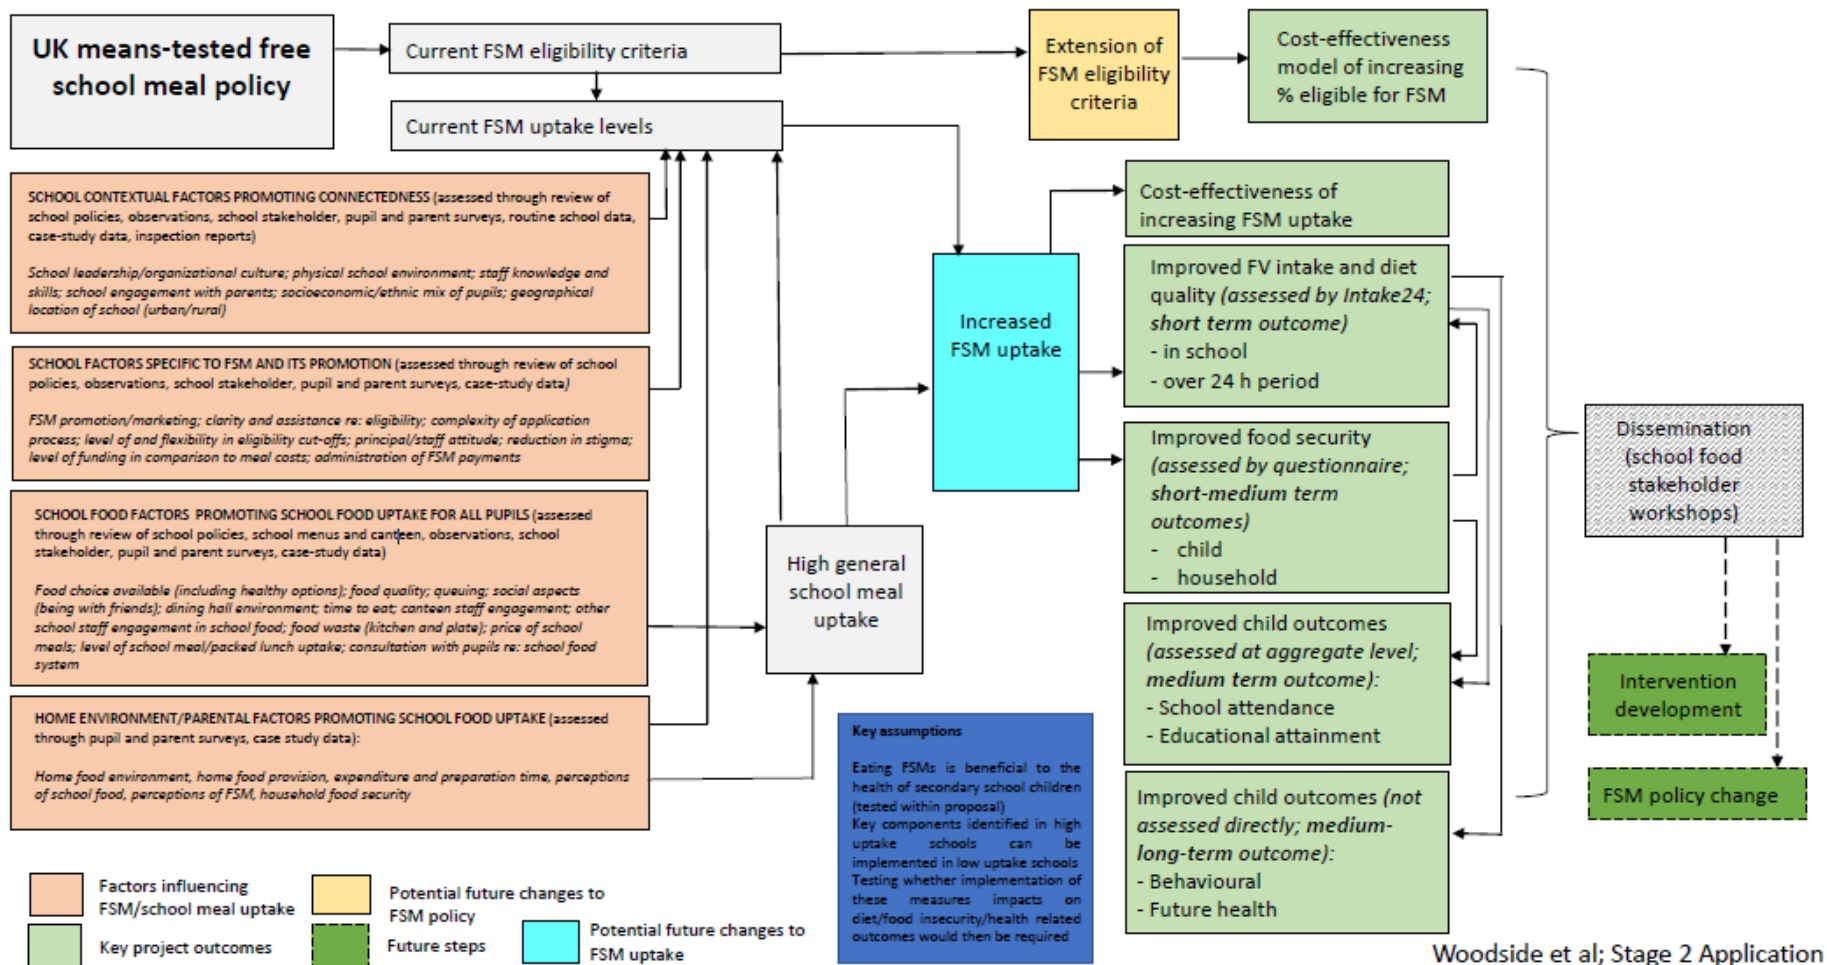 UK means-tested free
school meal policy
Current FSM eligibility criteria
Current FSM uptake levels
Extension of
FSM eligibility
criteria
Cost-effectiveness
model of increasing
% eligible for FSM
SCHOOL CONTEXTUAL FACTORS PROMOTING CONNECTEDNESS (assessed through review of
school policies, observations, school stakeholder, pupil and parent surveys, routine school data,
case-study data, inspection reports)
School leadership/organizational culture; physical school environment; staff knowledge and
skills; school engagement with parents; socioeconomic/ethnic mix of pupils; geographical
location of school (urban/rural)
SCHOOL FACTORS SPECIFIC TO FSM AND ITS PROMOTION (assessed through review of school
policies, observations, school stakeholder, pupil and parent surveys, case-study data)
FSM promotion/marketing; clarity and assistance re: eligibility; complexity of application
process; level of and flexibility in eligibility cut-offs; principal/staff attitude; reduction in stigma;
level of funding in comparison to meal costs; administration of FSM payments
SCHOOL FOOD FACTORS PROMOTING SCHOOL FOOD UPTAKE FOR ALL PUPILS (assessed
through review of school policies, school menus and canteen, observations, school
stakeholder, pupil and parent surveys, case-study data)
Food choice available (including healthy options); food quality; queuing; social aspects
(being with friends); dining hall environment; time to eat; canteen staff engagement; other
school staff engagement in school food; food waste (kitchen and plate); price of school
meals; level of school meal/packed lunch uptake; consultation with pupils re: school food
system
HOME ENVIRONMENT/PARENTAL FACTORS PROMOTING SCHOOL FOOD UPTAKE (assessed
through pupil and parent surveys, case study data):
Home food environment, home food provision, expenditure and preparation time, perceptions
of school food, perceptions of FSM, household food security
High general
school meal
uptake
Increased
FSM uptake
Cost-effectiveness of
increasing FSM uptake
Improved FV intake and diet
quality (assessed by Intake24;
short term outcome)
- in school
- over 24 h period
Improved food security
(assessed by questionnaire;
short-medium term
outcomes)
- child
- household
Improved child outcomes
(assessed at aggregate level;
medium term outcome):
- School attendance
- Educational attainment
Improved child outcomes (not
assessed directly; medium-
long-term outcome):
- Behavioural
- Future health
Key assumptions
Eating FSMs is beneficial to the
health of secondary school children
(tested within proposal)
Key components identified in high
uptake schools can be
implemented in low uptake schools
Testing whether implementation of
these measures impacts on
diet/food insecurity/health related
outcomes would then be required
Dissemination
(school food
stakeholder
workshops)
Intervention
development
FSM policy change
Factors influencing
FSM/school meal uptake
Potential future changes to
FSM policy
Key project outcomes
Future steps
Potential future changes to
FSM uptake
Woodside et al; Stage 2 Application